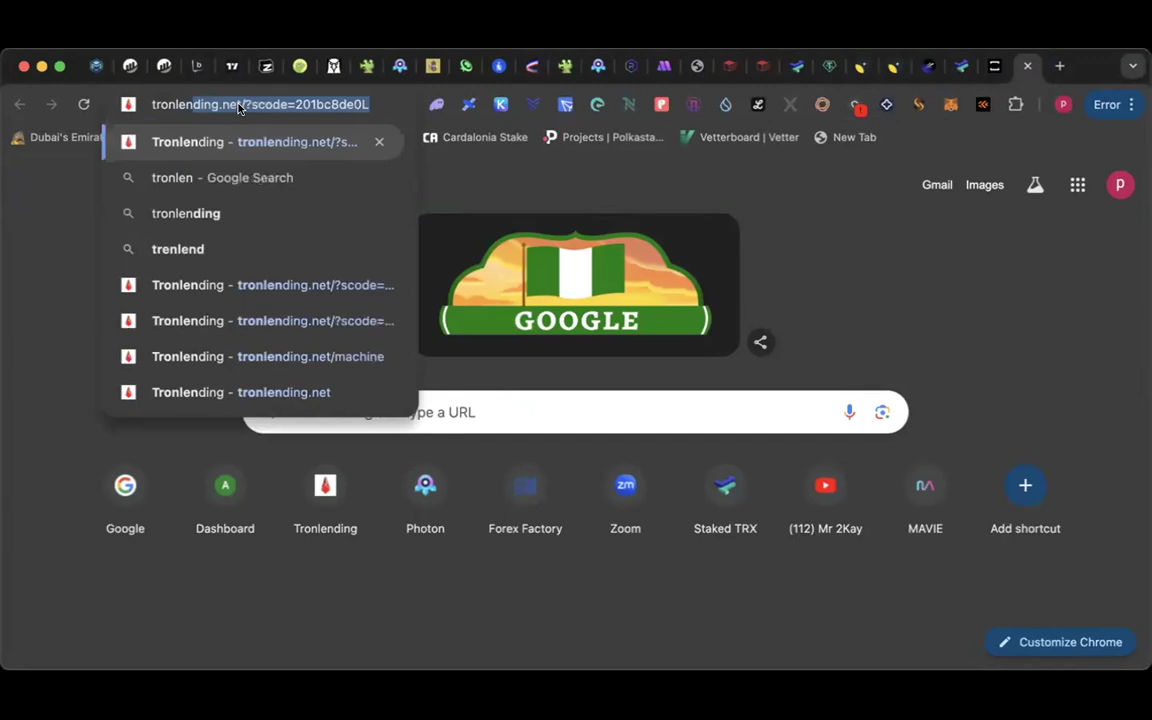 tronlending.net/?scode=201bc8de0L
Error
Dubai's Emirat
Cardalonia Stake
Projects | Polkasta...
Vetterboard | Vetter
New Tab
Tronlending - tronlending.net/?s...
tronlen - Google Search
tronlending
trenlend
Tronlending - tronlending.net/?scode=...
Tronlending - tronlending.net/?scode=...
Tronlending - tronlending.net/machine
Tronlending - tronlending.net
Gmail
Images
p
GOOGLE
ype a URL
Google
Dashboard
Tronlending
Photon
Forex Factory
Zoom
Staked TRX
(112) Mr 2Kay
MAVIE
Add shortcut
Customize Chrome